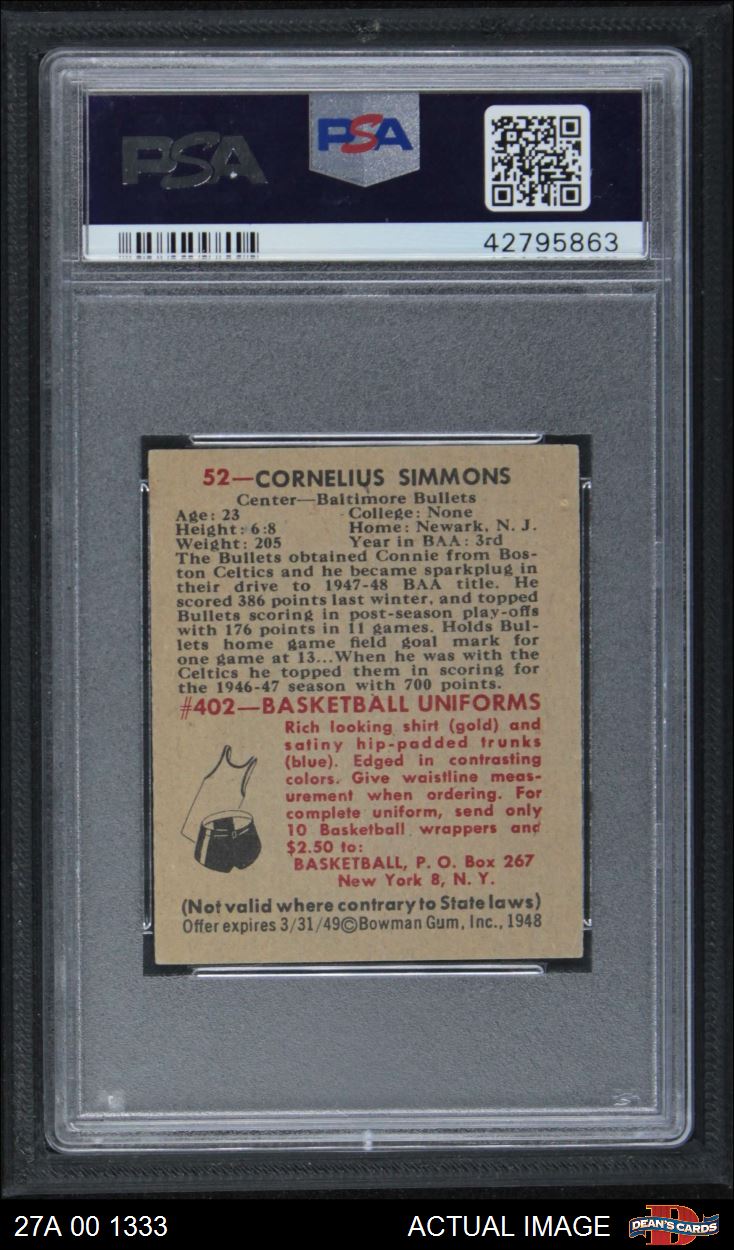 PSA
PSA
42795863
52—CORNELIUS SIMMONS
Center—Baltimore Bullets
Age: 23 College: None
Height: 6:8 Home: Newark, N. J.
Weight: 205 Year in BAA: 3rd
The Bullets obtained Connie from Bos-
ton Celtics and he became sparkplug in
their drive to 1947-48 BAA title. He
scored 386 points last winter, and topped
Bullets scoring in post-season play-offs
with 176 points in 11 games. Holds Bul-
lets home game field goal mark for
one game at 13...When he was with the
Celtics he topped them in scoring for
the 1946-47 season with 700 points.
#402—BASKETBALL UNIFORMS
Rich looking shirt (gold) and
satiny hip-padded trunks
(blue). Edged in contrasting
colors. Give waistline meas-
urement when ordering. For
complete uniform, send only
10 Basketball wrappers and
$2.50 to:
BASKETBALL, P. O. Box 267
New York 8, N. Y.
(Not valid where contrary to State laws)
Offer expires 3/31/49©Bowman Gum, Inc., 1948
27A 00 1333 ACTUAL IMAGE DEAN'S CARDS